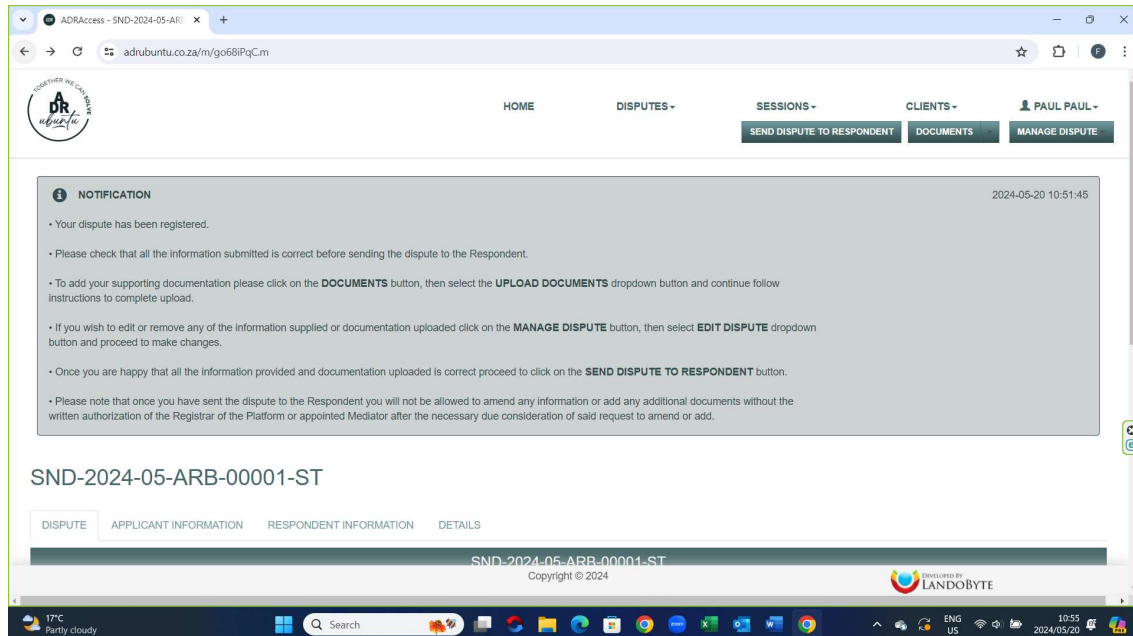 ADRAccess - SND-2024-05-ARB
adrubuntu.co.za/m/go68iPqC.m
F
TOGETHER WE CAN SOLVE
ADR
ubuntu
HOME
DISPUTES
SESSIONS
CLIENTS
PAUL PAUL
SEND DISPUTE TO RESPONDENT
DOCUMENTS
MANAGE DISPUTE
NOTIFICATION
2024-05-20 10:51:45
• Your dispute has been registered.
• Please check that all the information submitted is correct before sending the dispute to the Respondent.
• To add your supporting documentation please click on the DOCUMENTS button, then select the UPLOAD DOCUMENTS dropdown button and continue follow
instructions to complete upload.
• If you wish to edit or remove any of the information supplied or documentation uploaded click on the MANAGE DISPUTE button, then select EDIT DISPUTE dropdown
button and proceed to make changes.
• Once you are happy that all the information provided and documentation uploaded is correct proceed to click on the SEND DISPUTE TO RESPONDENT button.
• Please note that once you have sent the dispute to the Respondent you will not be allowed to amend any information or add any additional documents without the
written authorization of the Registrar of the Platform or appointed Mediator after the necessary due consideration of said request to amend or add.
SND-2024-05-ARB-00001-ST
DISPUTE
APPLICANT INFORMATION
RESPONDENT INFORMATION
DETAILS
SND-2024-05-ARB-00001-ST
Copyright © 2024
DEVELOPED BY
LANDOBYTE
17°C
Partly cloudy
Search
ENG
US
10:55
2024/05/20